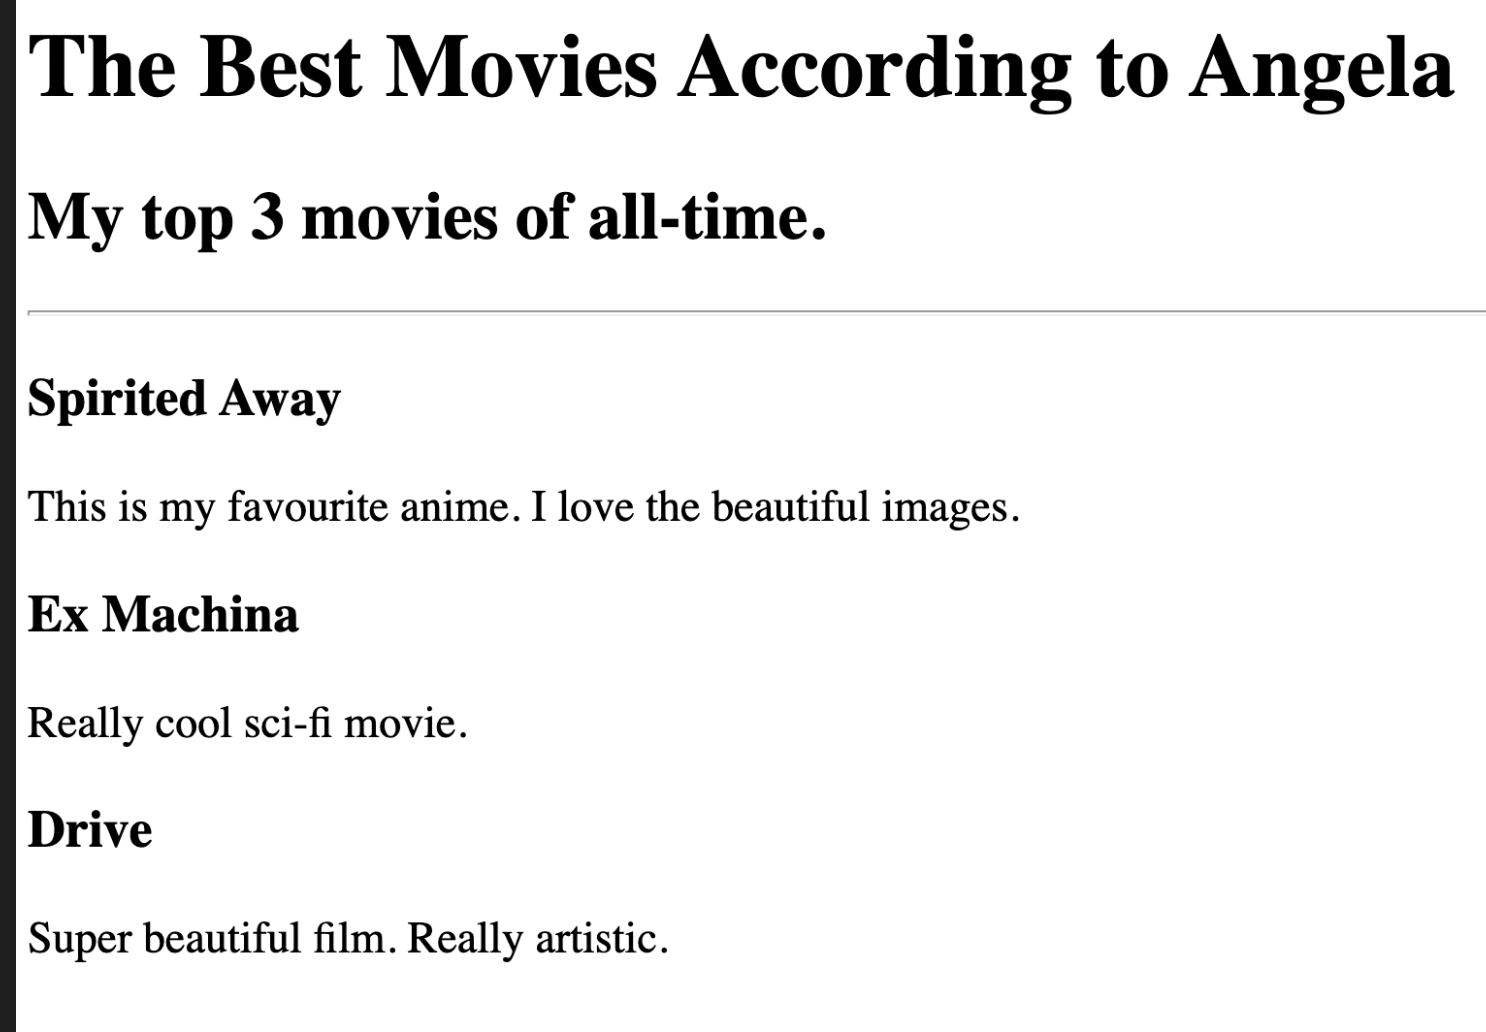 The Best Movies According to Angela
My top 3 movies of all-time.
Spirited Away
This is my favourite anime. I love the beautiful images.
Ex Machina
Really cool sci-fi movie.
Drive
Super beautiful film. Really artistic.